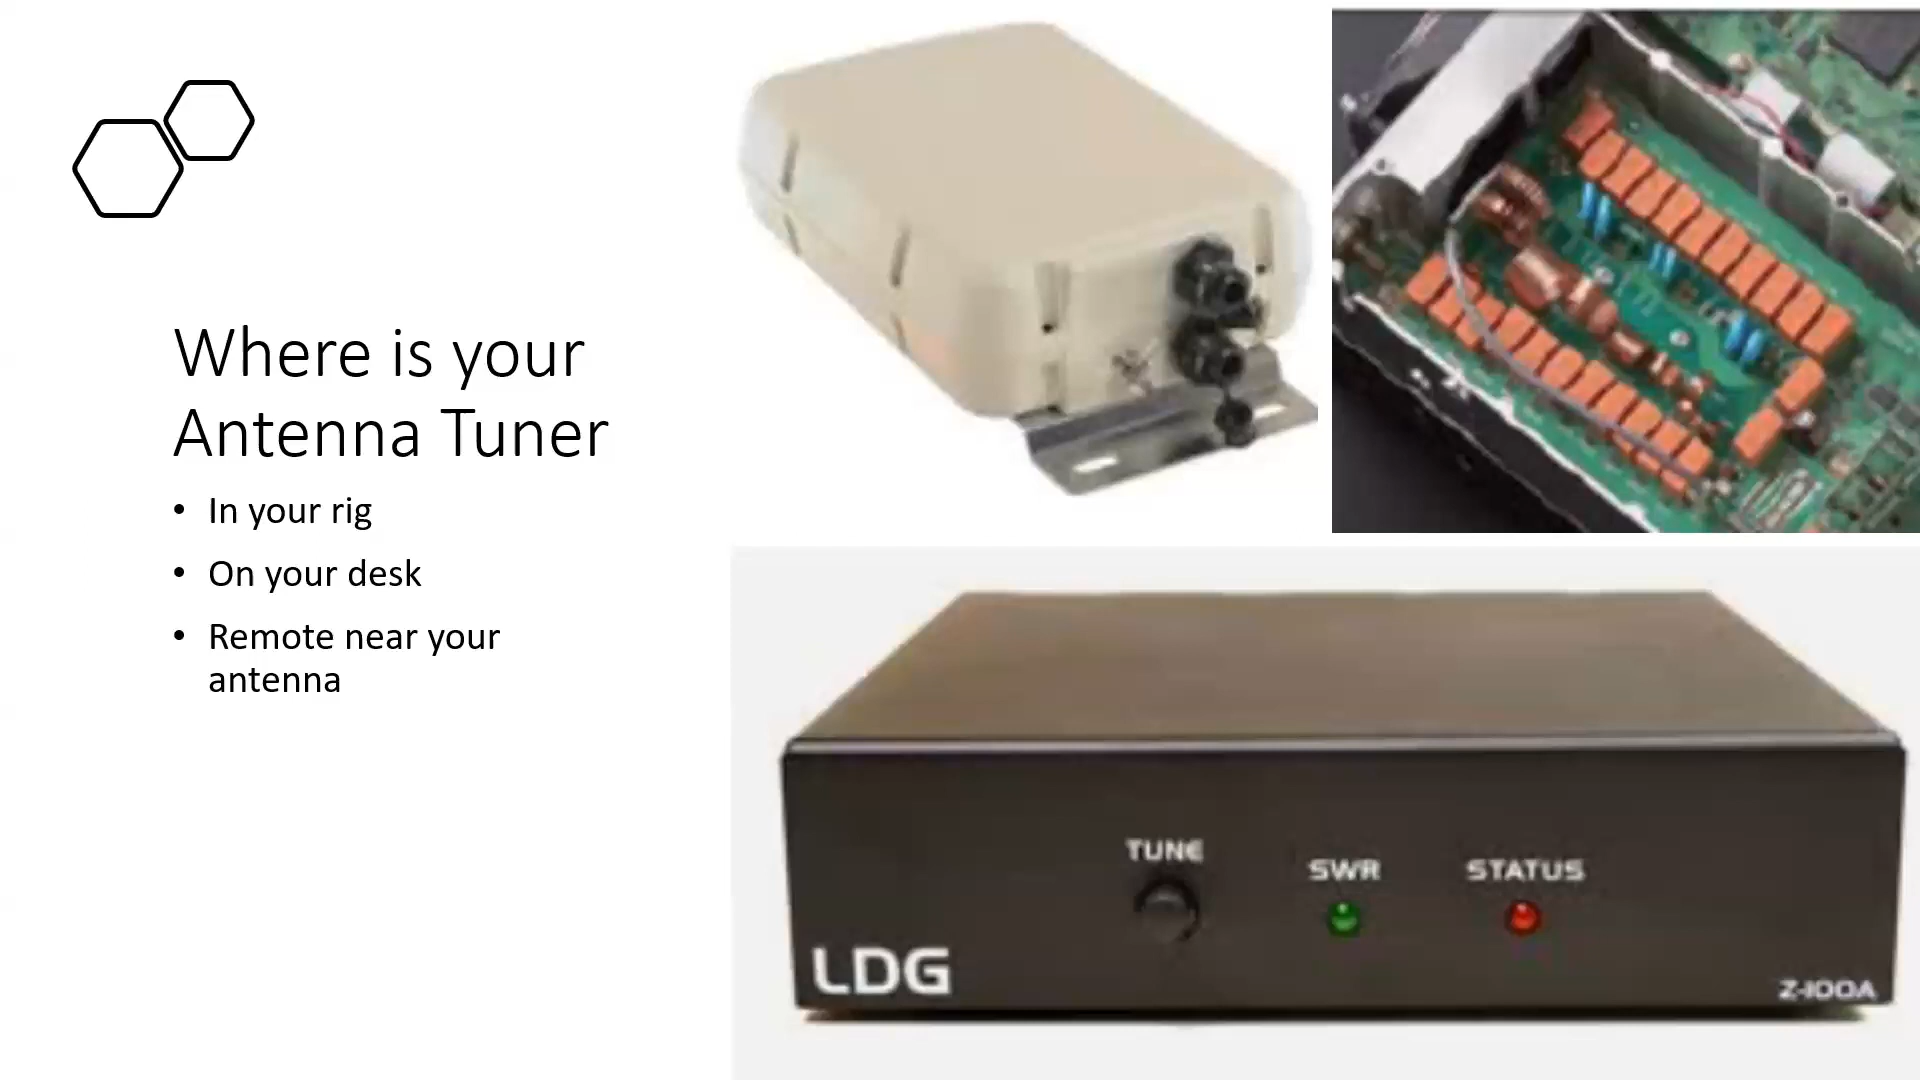 Where is your
Antenna Tuner
• In your rig
• On your desk
• Remote near your
antenna
TUNE
SWR
STATUS
LDG
Z-100A